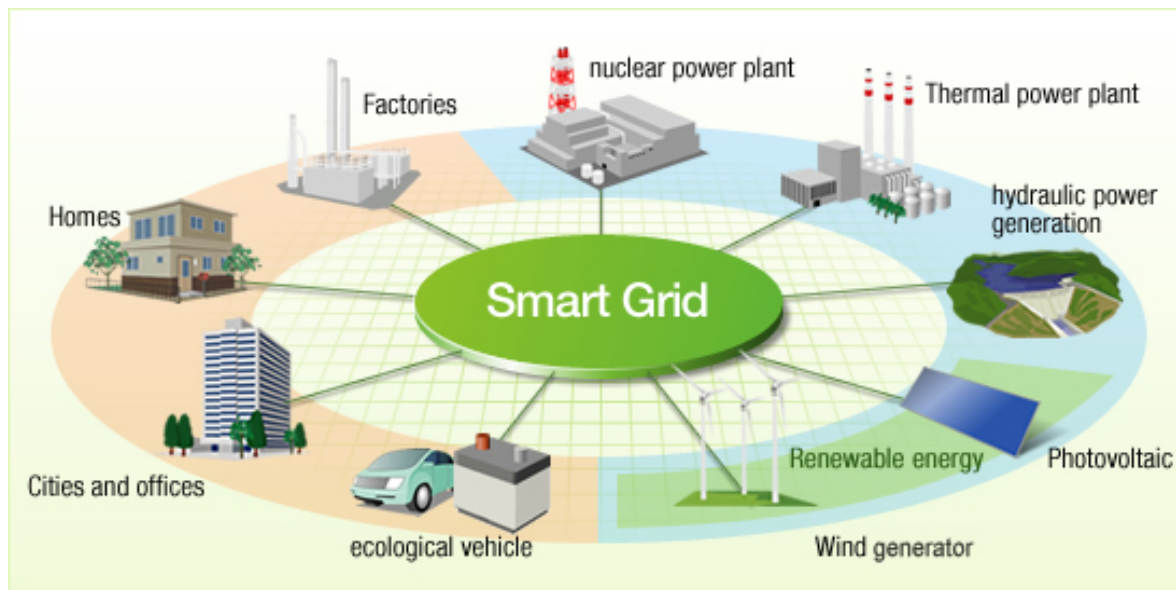 nuclear power plant
Factories
Thermal power plant
hydraulic power
generation
Homes
Smart Grid
Renewable energy
Photovoltaic
Cities and offices
ecological vehicle
Wind generator